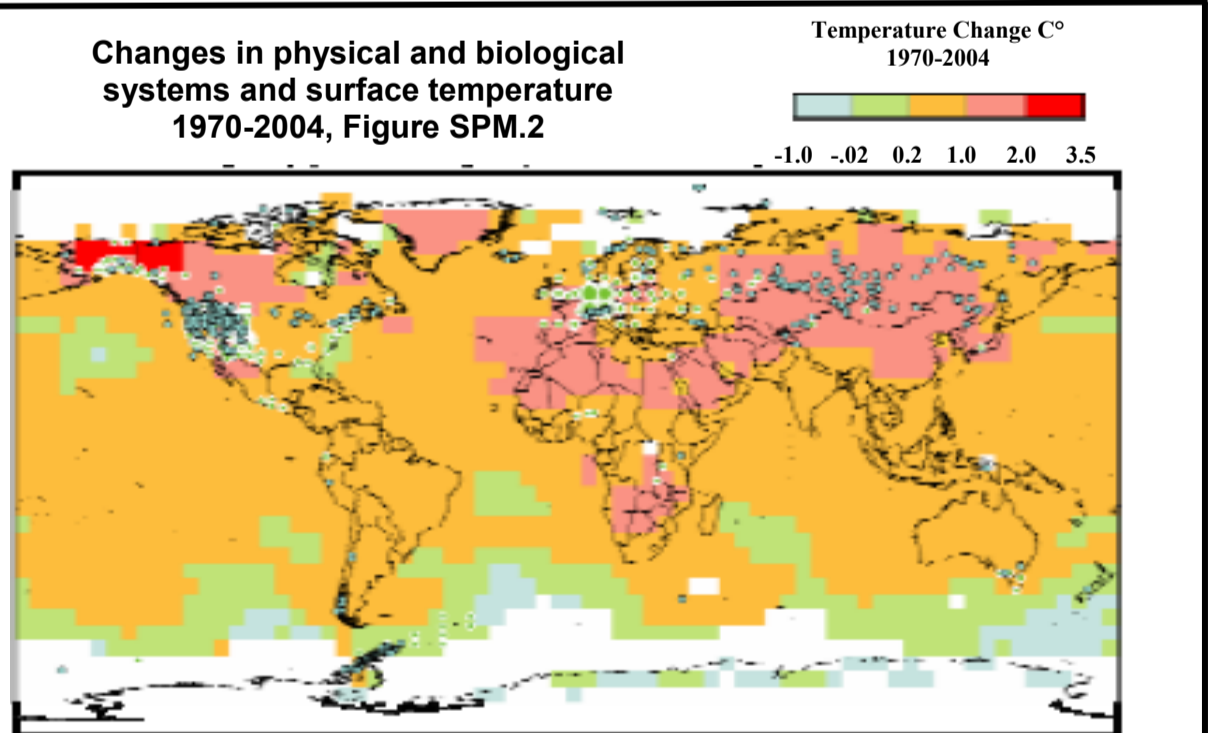 Changes in physical and biological
systems and surface temperature
1970-2004, Figure SPM.2
Temperature Change C°
1970-2004
-1.0 -.02 0.2 1.0 2.0 3.5